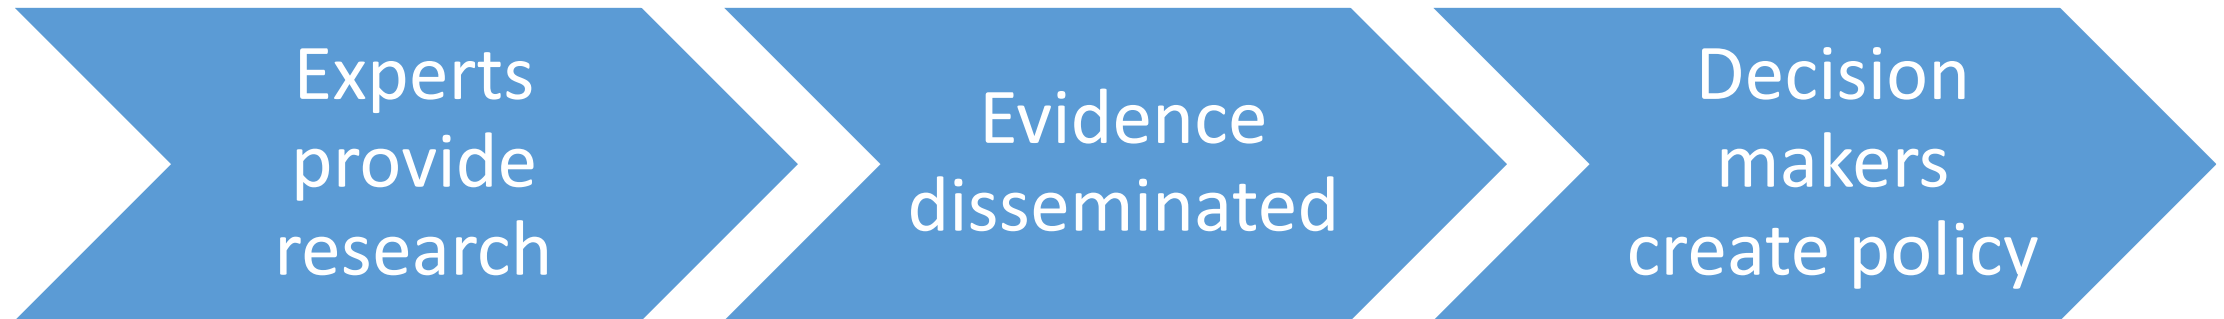 Experts
provide
research
Evidence
disseminated
Decision
makers
create policy